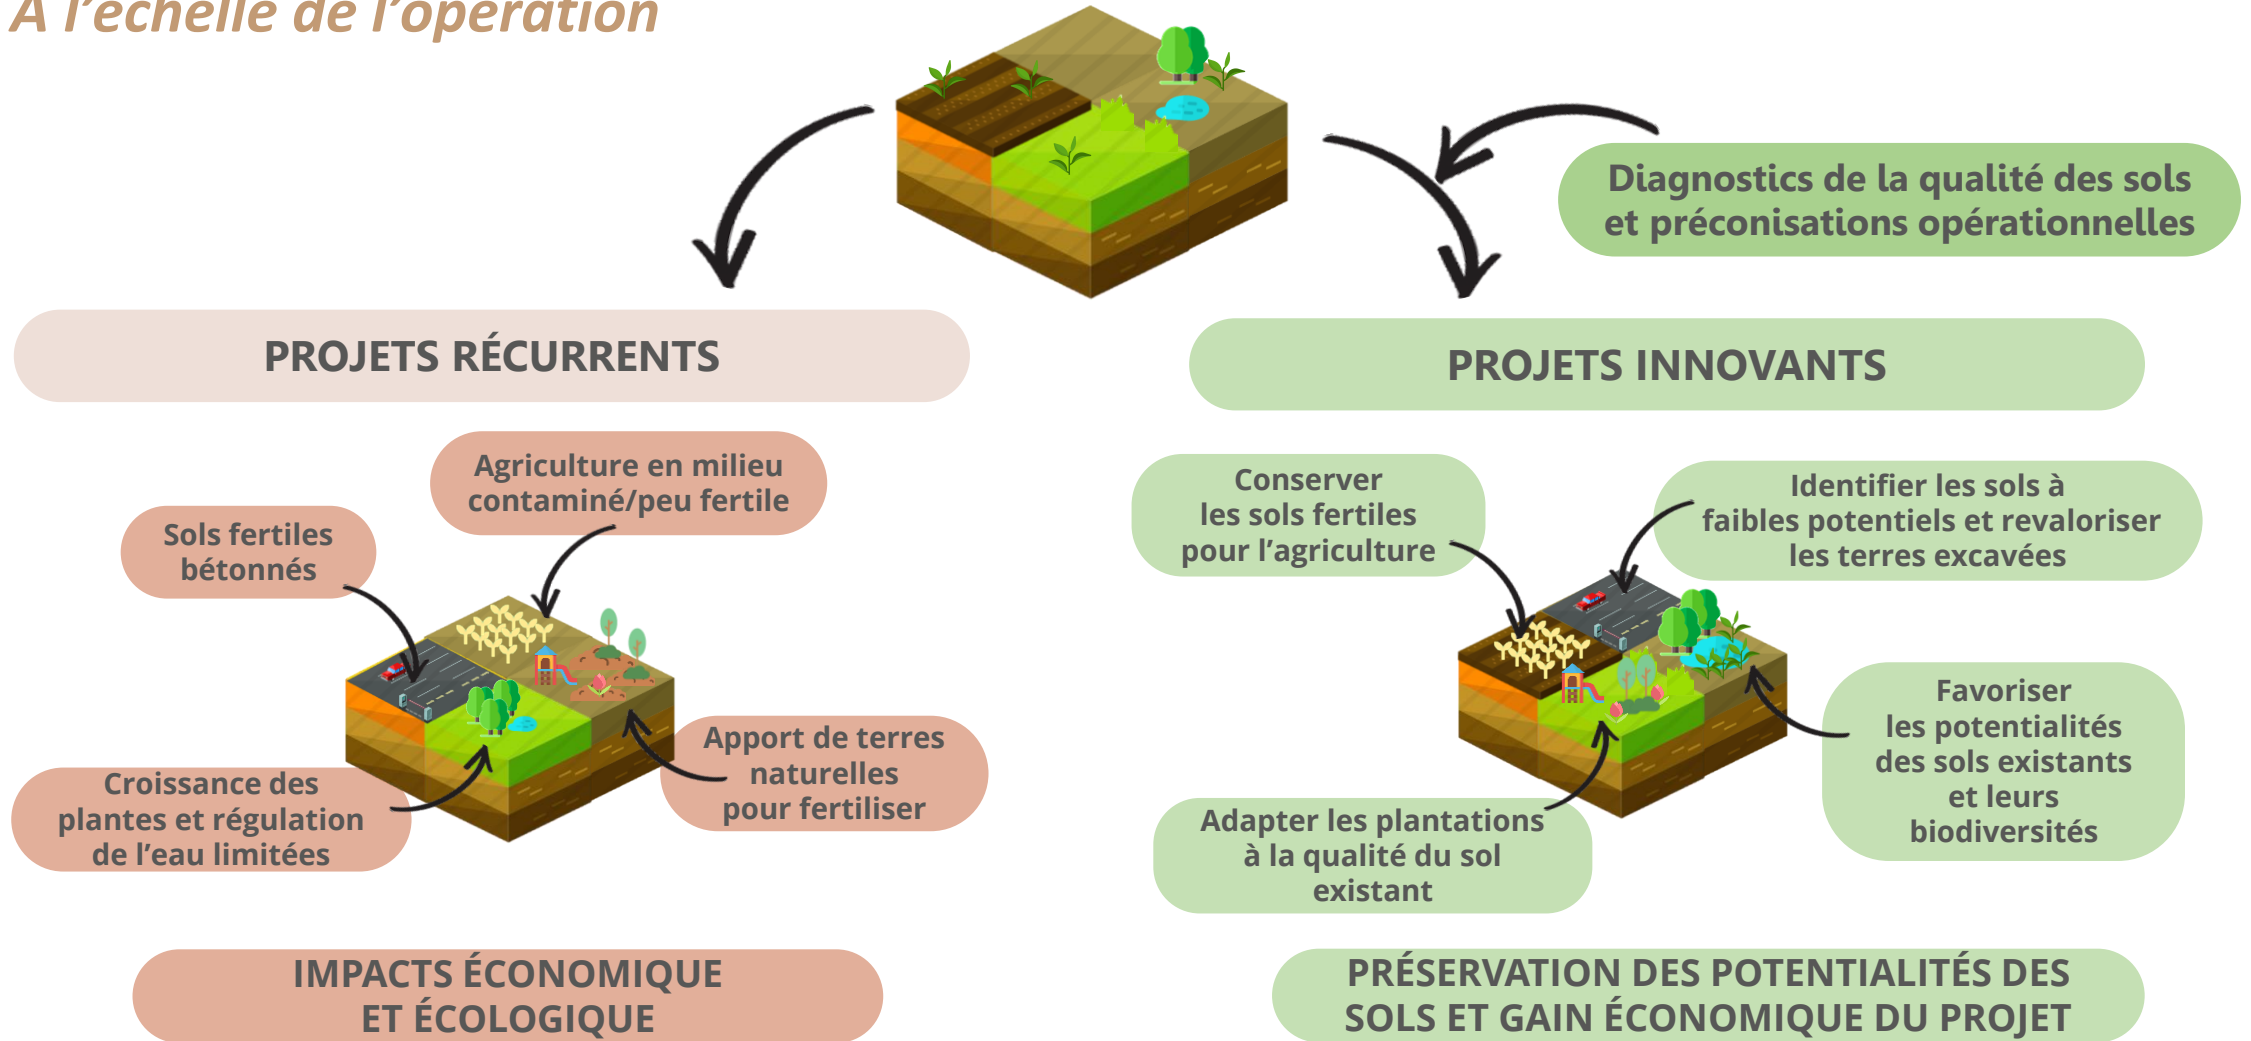 A l'échelle de l'opération
Diagnostics de la qualité des sols
et préconisations opérationnelles
PROJETS RÉCURRENTS
PROJETS INNOVANTS
Agriculture en milieu
contaminé/peu fertile
Sols fertiles
bétonnés
Apport de terres
naturelles
pour fertiliser
Croissance des
plantes et régulation
de l'eau limitées
IMPACTS ÉCONOMIQUE
ET ÉCOLOGIQUE
Conserver
les sols fertiles
pour l'agriculture
Identifier les sols à
faibles potentiels et revaloriser
les terres excavées
Favoriser
les potentialités
des sols existants
et leurs
biodiversités
Adapter les plantations
à la qualité du sol
existant
PRÉSERVATION DES POTENTIALITÉS DES
SOLS ET GAIN ÉCONOMIQUE DU PROJET